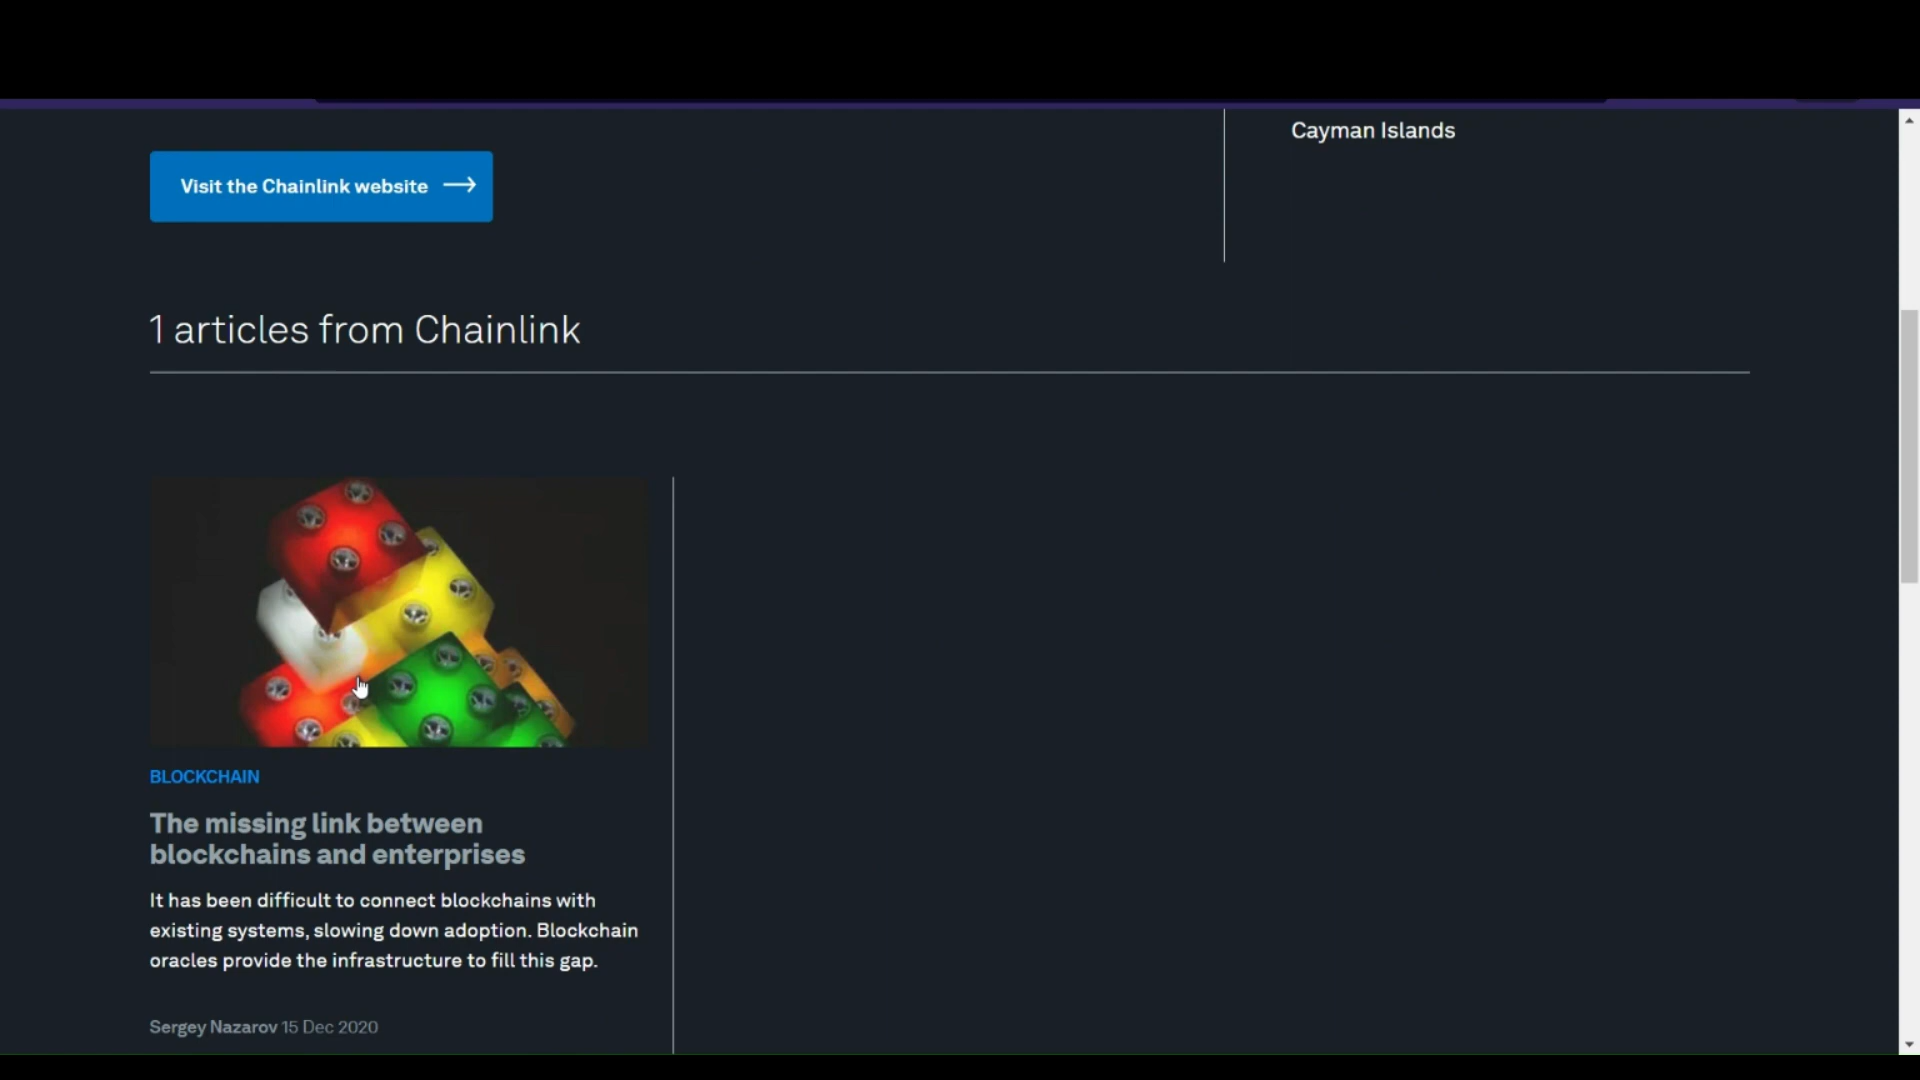 Cayman Islands
Visit the Chainlink website
1 articles from Chainlink
BLOCKCHAIN
The missing link between
blockchains and enterprises
It has been difficult to connect blockchains with
existing systems, slowing down adoption. Blockchain
oracles provide the infrastructure to fill this gap.
Sergey Nazarov 15 Dec 2020